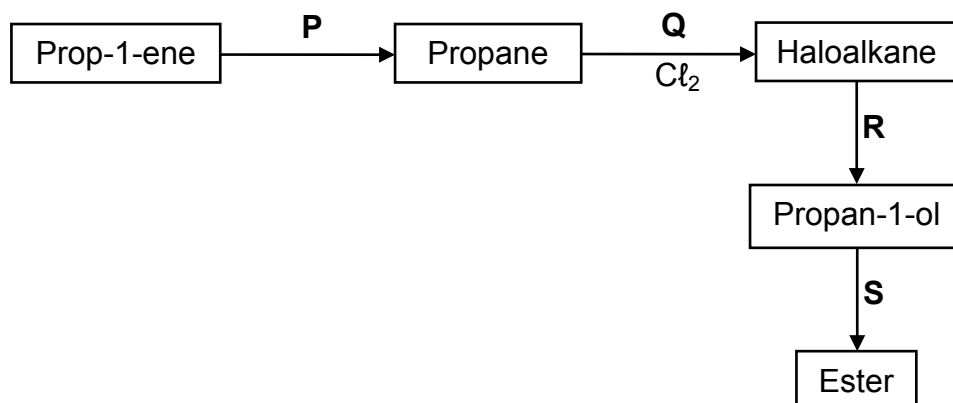 P
Q
Prop-1-ene
Propane
Haloalkane
Cℓ2
R
Propan-1-ol
S
Ester